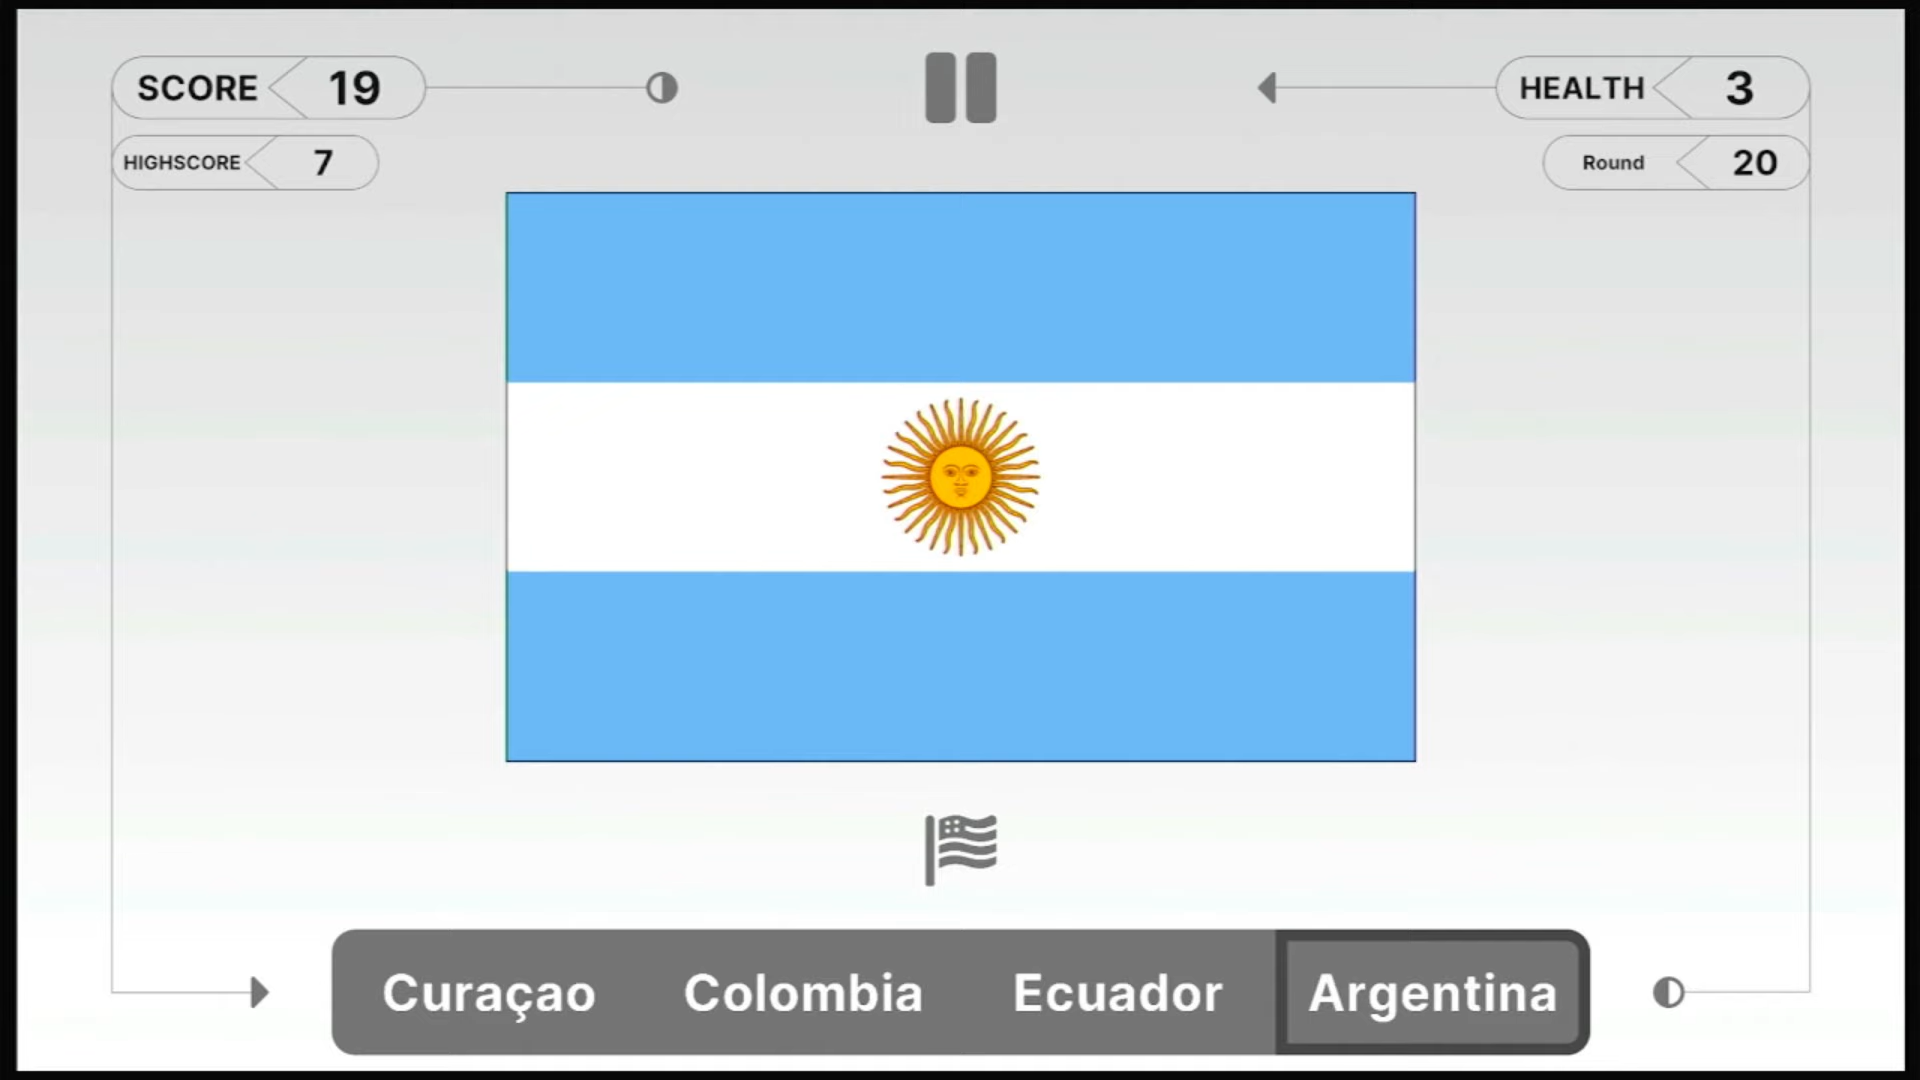 SCORE 19
HEALTH 3
HIGHSCORE 7
Round 20
Curaçao Colombia Ecuador Argentina